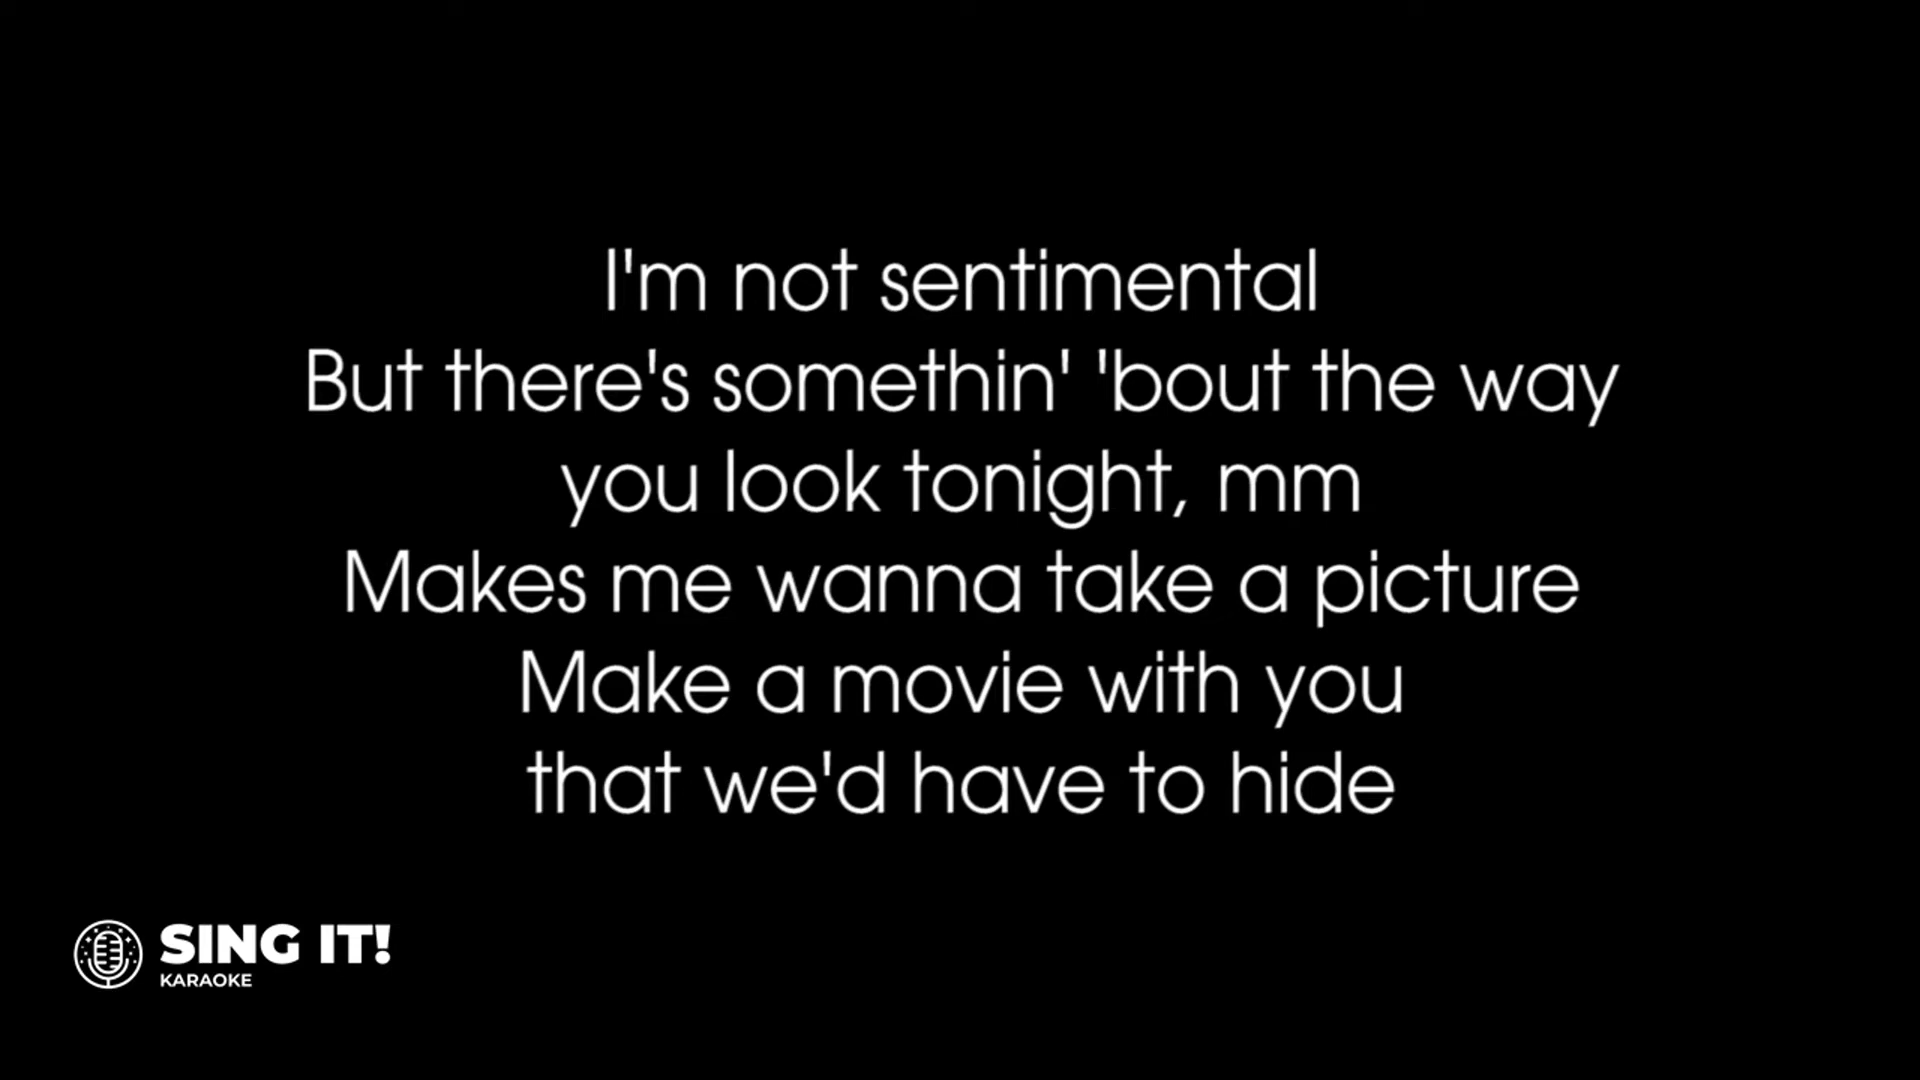 I'm not sentimental
But there's somethin' 'bout the way
you look tonight, mm
Makes me wanna take a picture
Make a movie with you
that we'd have to hide
SING IT!
KARAOKE